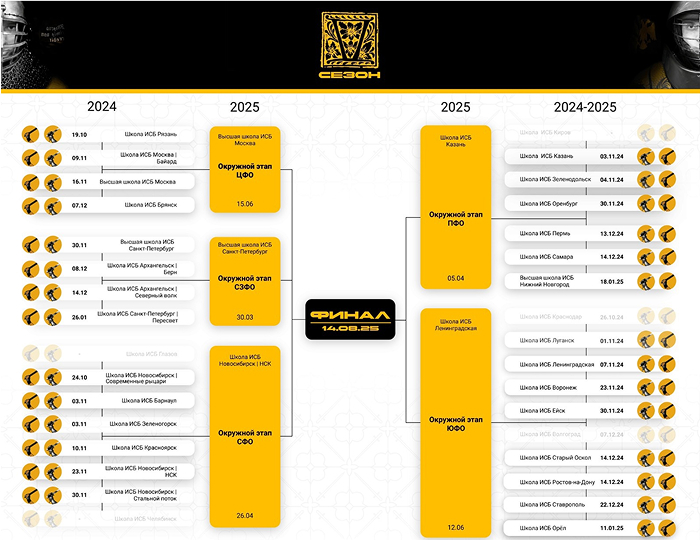 V
СЕЗОН
2024
2025
2025
2024-2025
19.10 Школа ИСБ Рязань
09.11 Школа ИСБ Москва |
Байард
16.11 Высшая школа ИСБ Москва
07.12 Школа ИСБ Брянск
Высшая школа ИСБ
Москва
Окружной этап
ЦФО
15.06
30.11 Высшая школа ИСБ
Санкт-Петербург
08.12 Школа ИСБ Архангельск |
Берн
14.12 Школа ИСБ Архангельск |
Северный волк
26.01 Школа ИСБ Санкт-Петербург |
Пересвет
Высшая школа ИСБ
Санкт-Петербург
Окружной этап
СЗФО
30.03
- Школа ИСБ Глазов
24.10 Школа ИСБ Новосибирск |
Современные рыцари
03.11 Школа ИСБ Барнаул
03.11 Школа ИСБ Зеленогорск
10.11 Школа ИСБ Красноярск
23.11 Школа ИСБ Новосибирск |
НСК
30.11 Школа ИСБ Новосибирск |
Стальной поток
- Школа ИСБ Челябинск
Школа ИСБ
Новосибирск | НСК
Окружной этап
СФО
26.04
ФИНАЛ
14.08.25
Школа ИСБ
Казань
Окружной этап
ПФО
05.04
Школа ИСБ Киров -
Школа ИСБ Казань 03.11.24
Школа ИСБ Зеленодольск 04.11.24
Школа ИСБ Оренбург 30.11.24
Школа ИСБ Пермь 13.12.24
Школа ИСБ Самара 14.12.24
Высшая школа ИСБ
Нижний Новгород 18.01.25
Школа ИСБ
Ленинградская
Окружной этап
ЮФО
12.06
Школа ИСБ Краснодар 26.10.24
Школа ИСБ Луганск 01.11.24
Школа ИСБ Ленинградская 07.11.24
Школа ИСБ Воронеж 23.11.24
Школа ИСБ Ейск 30.11.24
Школа ИСБ Волгоград 07.12.24
Школа ИСБ Старый Оскол 14.12.24
Школа ИСБ Ростов-на-Дону 14.12.24
Школа ИСБ Ставрополь 22.12.24
Школа ИСБ Орёл 11.01.25